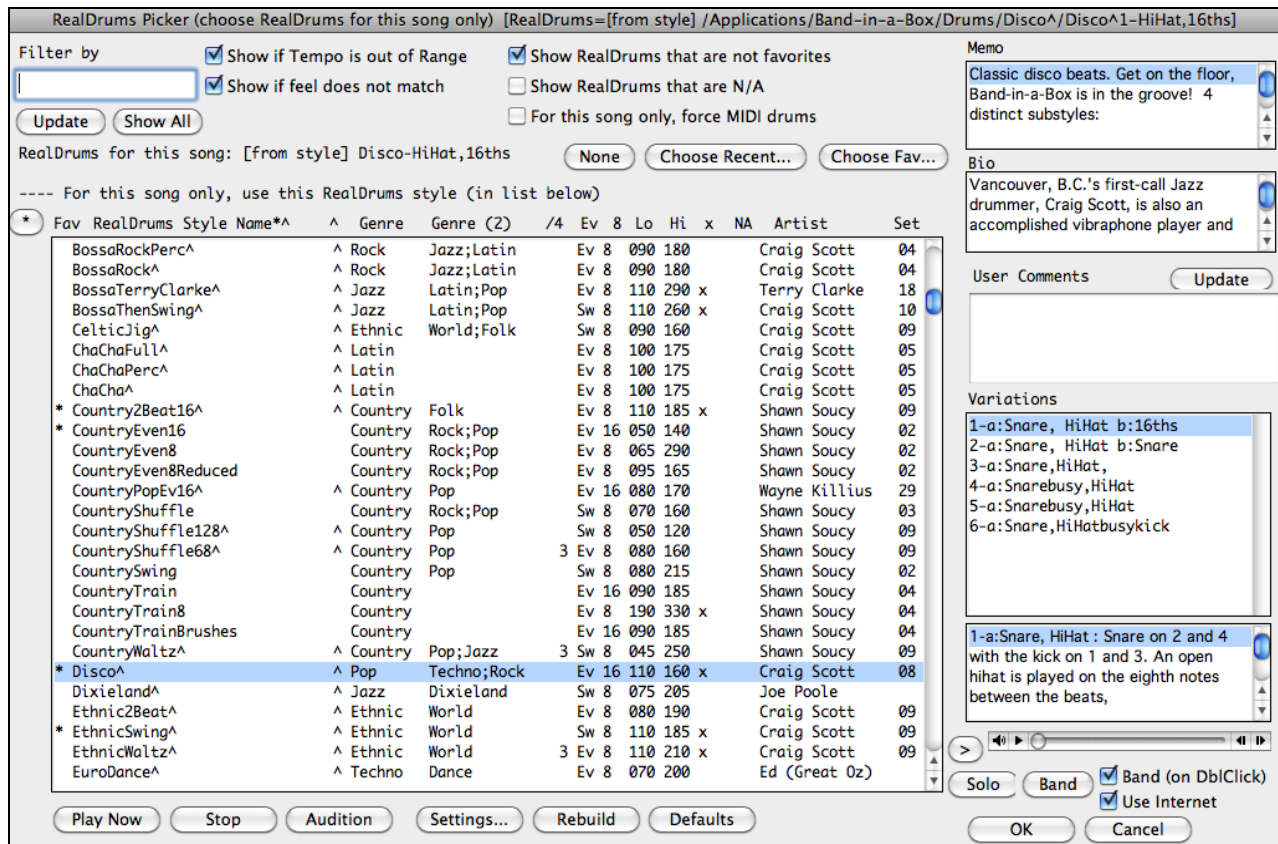 RealDrums Picker (choose RealDrums for this song only) [RealDrums=[from style] /Applications/Band-in-a-Box/Drums/Disco^/Disco^1-HiHat,16ths]
Filter by
Show if Tempo is out of Range
Show RealDrums that are not favorites
Show if feel does not match
Show RealDrums that are N/A
Update Show All
For this song only, force MIDI drums
RealDrums for this song: [from style] Disco-HiHat,16ths
None Choose Recent... Choose Fav...
---- For this song only, use this RealDrums style (in list below)
* Fav RealDrums Style Name*^ ^ Genre Genre (2) /4 Ev 8 Lo Hi x NA Artist Set
BossaRockPerc^ ^ Rock Jazz;Latin Ev 8 090 180 Craig Scott 04
BossaRock^ ^ Rock Jazz;Latin Ev 8 090 180 Craig Scott 04
BossaTerryClarke^ ^ Jazz Latin;Pop Ev 8 110 290 x Terry Clarke 18
BossaThenSwing^ ^ Jazz Latin;Pop Sw 8 110 260 x Craig Scott 10
CelticJig^ ^ Ethnic World;Folk Sw 8 090 160 Craig Scott 09
ChaChaFull^ ^ Latin Ev 8 100 175 Craig Scott 05
ChaChaPerc^ ^ Latin Ev 8 100 175 Craig Scott 05
ChaCha^ ^ Latin Ev 8 100 175 Craig Scott 05
* Country2Beat16^ ^ Country Folk Ev 8 110 185 x Shawn Soucy 09
* CountryEven16 Country Rock;Pop Ev 16 050 140 Shawn Soucy 02
CountryEven8 Country Rock;Pop Ev 8 065 290 Shawn Soucy 02
CountryEven8Reduced Country Rock;Pop Ev 8 095 165 Shawn Soucy 02
CountryPopEv16^ ^ Country Pop Ev 16 080 170 Wayne Killius 29
CountryShuffle Country Rock;Pop Sw 8 070 160 Shawn Soucy 03
CountryShuffle128^ ^ Country Pop Sw 8 050 120 Shawn Soucy 09
CountryShuffle68^ ^ Country Pop 3 Ev 8 080 160 Shawn Soucy 09
CountrySwing Country Pop Sw 8 080 215 Shawn Soucy 02
CountryTrain Country Ev 16 090 185 Shawn Soucy 04
CountryTrain8 Country Ev 8 190 330 x Shawn Soucy 04
CountryTrainBrushes Country Ev 16 090 185 Shawn Soucy 04
CountryWaltz^ ^ Country Pop;Jazz 3 Sw 8 045 250 Shawn Soucy 09
* Disco^ ^ Pop Techno;Rock Ev 16 110 160 x Craig Scott 08
Dixieland^ ^ Jazz Dixieland Sw 8 075 205 Joe Poole
Ethnic2Beat^ ^ Ethnic World Ev 8 080 190 Craig Scott 09
* EthnicSwing^ ^ Ethnic World Sw 8 110 185 x Craig Scott 09
EthnicWaltz^ ^ Ethnic World 3 Ev 8 110 210 x Craig Scott 09
EuroDance^ ^ Techno Dance Ev 8 070 200 Ed (Great Oz)
Play Now Stop Audition Settings... Rebuild Defaults
Memo
Classic disco beats. Get on the floor,
Band-in-a-Box is in the groove! 4
distinct substyles:
Bio
Vancouver, B.C.'s first-call Jazz
drummer, Craig Scott, is also an
accomplished vibraphone player and
User Comments Update
Variations
1-a:Snare, HiHat b:16ths
2-a:Snare, HiHat b:Snare
3-a:Snare,HiHat,
4-a:Snarebusy,HiHat
5-a:Snarebusy,HiHat
6-a:Snare,HiHatbusykick
1-a:Snare, HiHat : Snare on 2 and 4
with the kick on 1 and 3. An open
hihat is played on the eighth notes
between the beats,
>
Solo Band Band (on DblClick)
Use Internet
OK Cancel